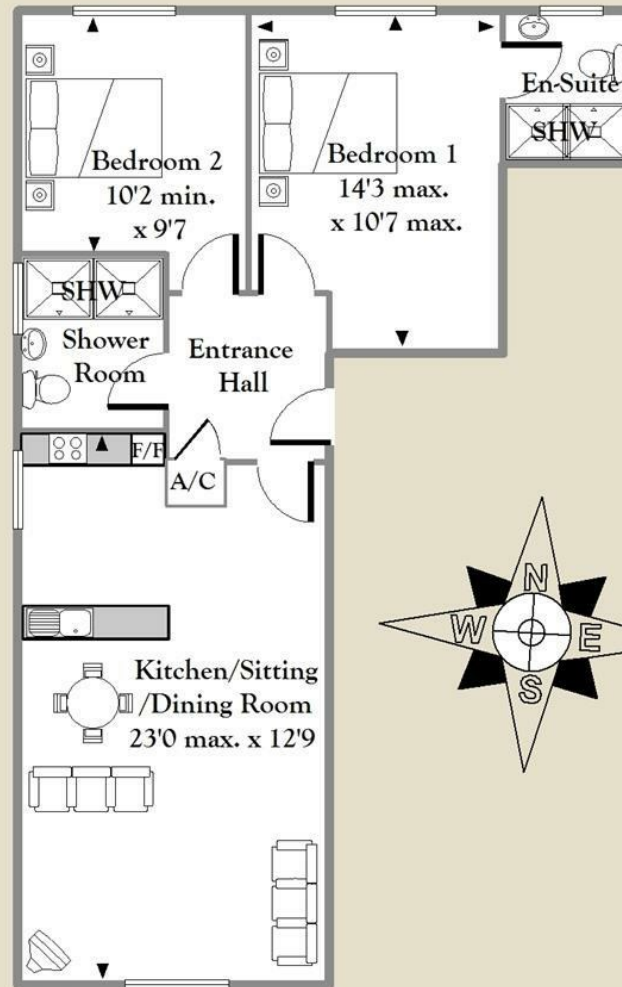 En-Suite
SHW
Bedroom 2
10'2 min.
x 9'7
Bedroom 1
14'3 max.
x 10'7 max.
SHW
Shower
Room
Entrance
Hall
F/F
A/C
N
W
E
S
Kitchen/Sitting
/Dining Room
23'0 max. x 12'9